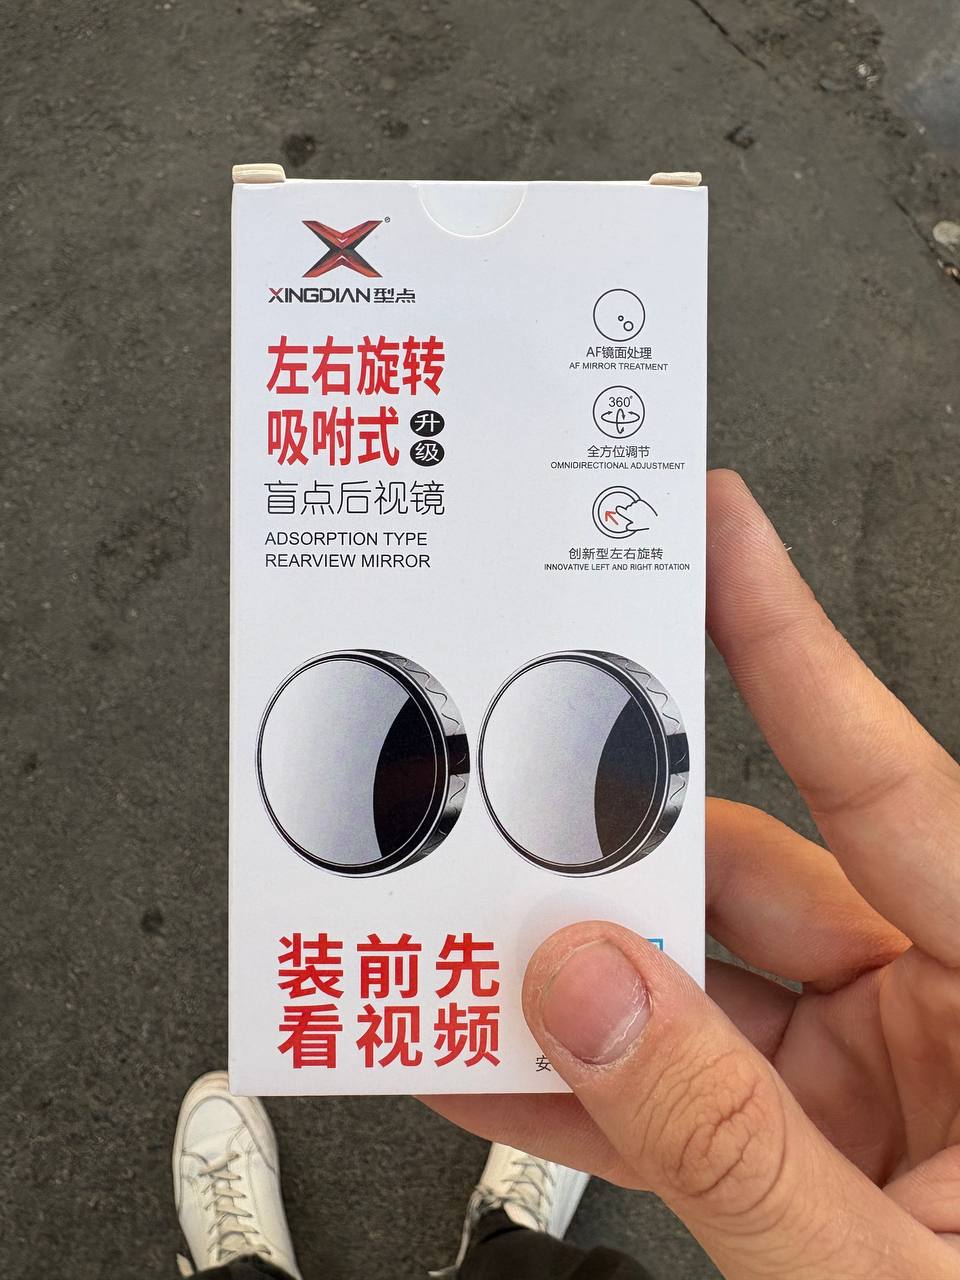 XINGDIAN 型点
左右旋转
吸咐式 升级
盲点后视镜
ADSORPTION TYPE
REARVIEW MIRROR
AF镜面处理
AF MIRROR TREATMENT
360°
全方位调节
OMNIDIRECTIONAL ADJUSTMENT
创新型左右旋转
INNOVATIVE LEFT AND RIGHT ROTATION
装前先
看视频
安